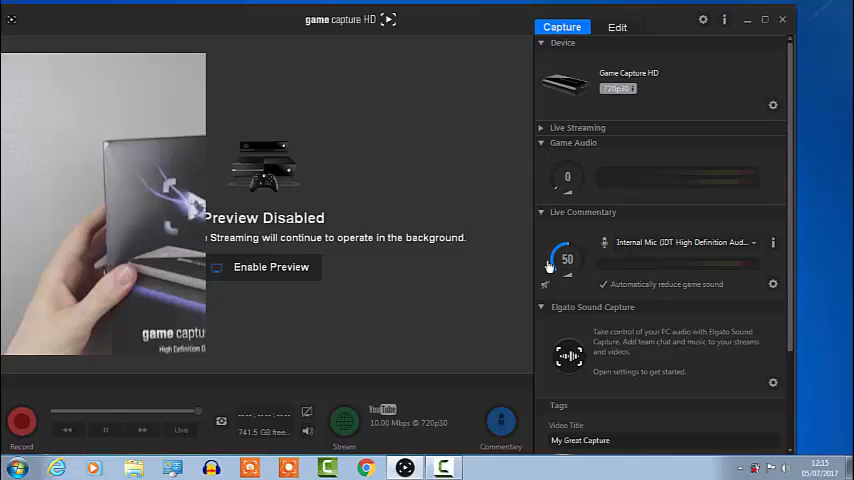 game capture HD
Capture
Edit
Device
Game Capture HD
720p30 i
Live Streaming
Game Audio
0
Live Commentary
Internal Mic (IDT High Definition Aud...
50
Automatically reduce game sound
Elgato Sound Capture
Take control of your PC audio with Elgato Sound
Capture. Add team chat and music to your streams
and videos.
Open settings to get started.
Tags
Video Title
My Great Capture
Preview Disabled
Streaming will continue to operate in the background.
Enable Preview
game captu
High Definition
Record
Live
741.5 GB free...
Stream
YouTube
10.00 Mbps @ 720p30
Commentary
12:15
05/07/2017